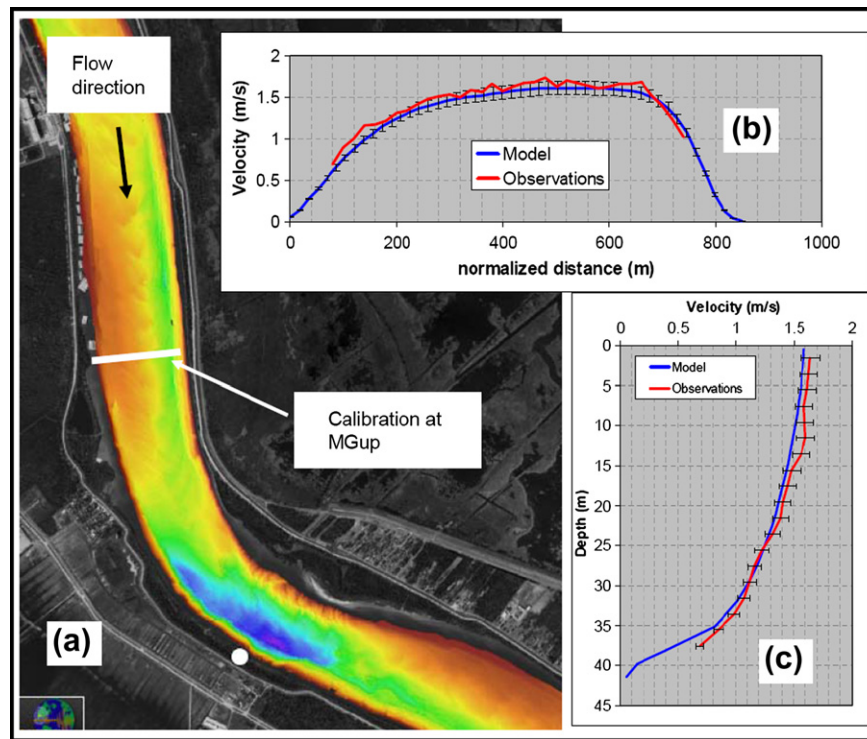 Flow
direction
Calibration at
MGup
(a)
Velocity (m/s)
2
1.5
1
0.5
0
0 200 400 600 800 1000
normalized distance (m)
Model
Observations
(b)
Velocity (m/s)
0 0.5 1 1.5 2
Depth (m)
0
5
10
15
20
25
30
35
40
45
Model
Observations
(c)